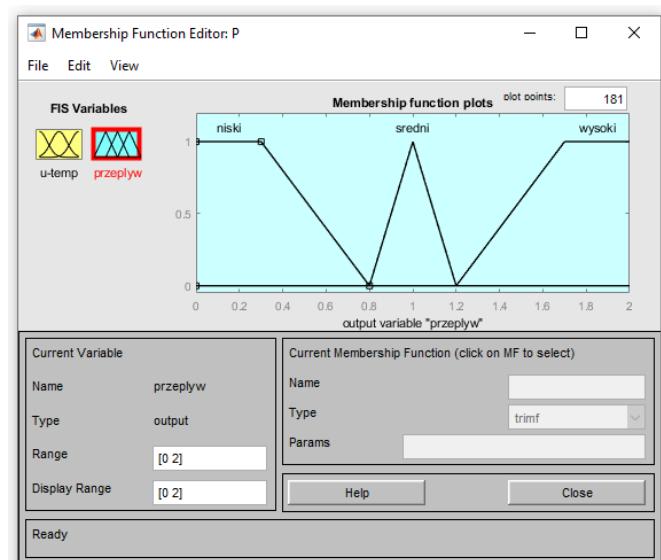 Membership Function Editor: P
File Edit View
FIS Variables
u-temp przeplyw
Membership function plots plot points: 181
niski sredni wysoki
1
0.5
0
0 0.2 0.4 0.6 0.8 1 1.2 1.4 1.6 1.8 2
output variable "przeplyw"
Current Variable
Name przeplyw
Type output
Range [0 2]
Display Range [0 2]
Current Membership Function (click on MF to select)
Name
Type trimf
Params
Help Close
Ready